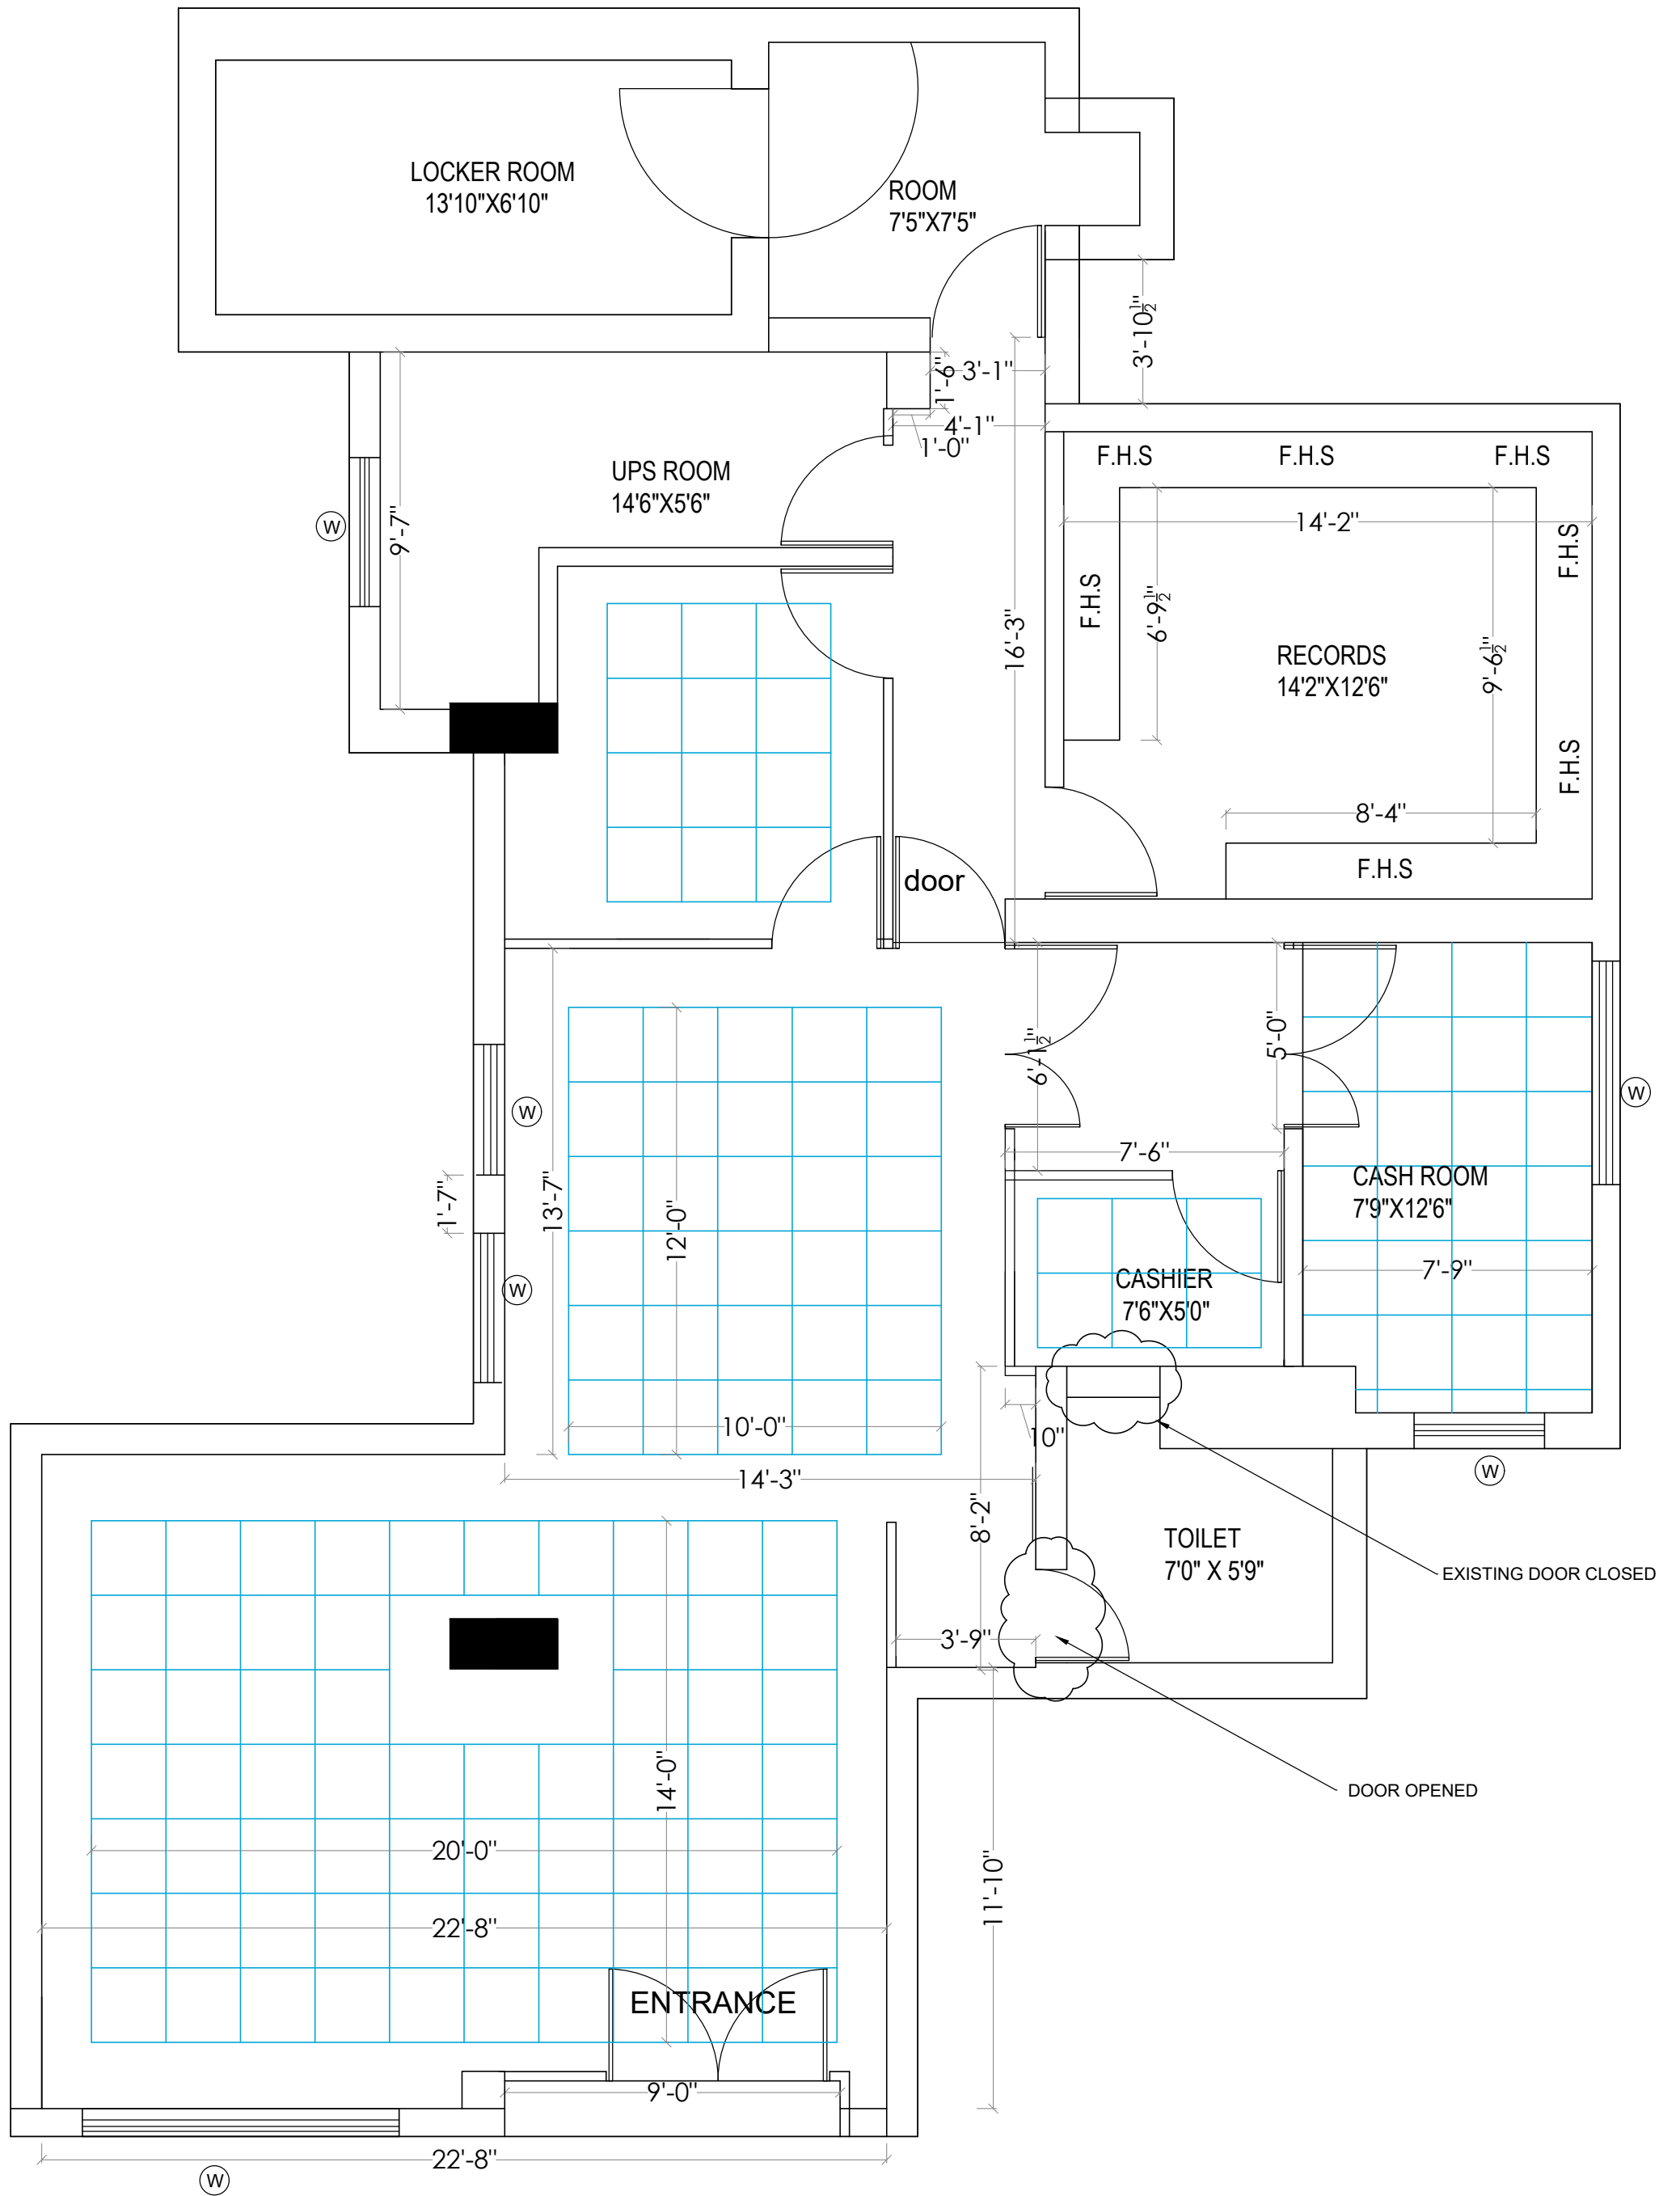 LOCKER ROOM
13'10"X6'10"
ROOM
7'5"X7'5"
3'-10½"
1'-6"
3'-1"
4'-1"
1'-0"
UPS ROOM
14'6"X5'6"
W
9'-7"
F.H.S
F.H.S
F.H.S
14'-2"
F.H.S
F.H.S
6'-9½"
16'-3"
RECORDS
14'2"X12'6"
9'-6½"
F.H.S
8'-4"
F.H.S
door
6'-1½"
5'-0"
W
W
7'-6"
CASH ROOM
7'9"X12'6"
1'-7"
13'-7"
12'-0"
7'-9"
W
CASHIER
7'6"X5'0"
10'-0"
10"
14'-3"
W
8'-2"
TOILET
7'0" X 5'9"
EXISTING DOOR CLOSED
3'-9"
14'-0"
DOOR OPENED
20'-0"
11'-10"
22'-8"
ENTRANCE
9'-0"
22'-8"
W